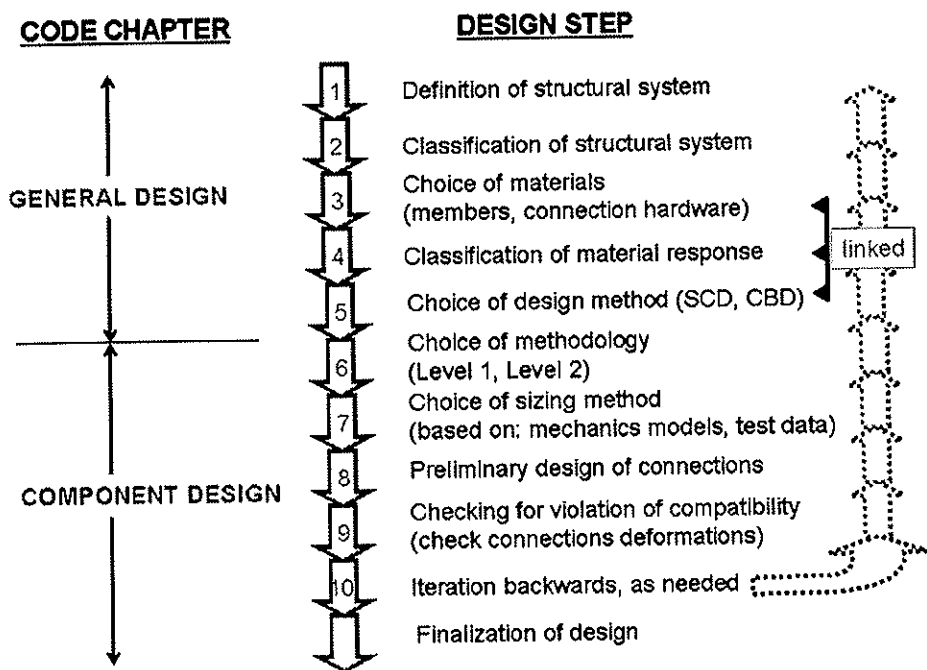 CODE CHAPTER
DESIGN STEP
1
Definition of structural system
2
Classification of structural system
GENERAL DESIGN
3
Choice of materials
(members, connection hardware)
4
Classification of material response
linked
5
Choice of design method (SCD, CBD)
6
Choice of methodology
(Level 1, Level 2)
7
Choice of sizing method
(based on: mechanics models, test data)
COMPONENT DESIGN
8
Preliminary design of connections
9
Checking for violation of compatibility
(check connections deformations)
10
Iteration backwards, as needed
Finalization of design